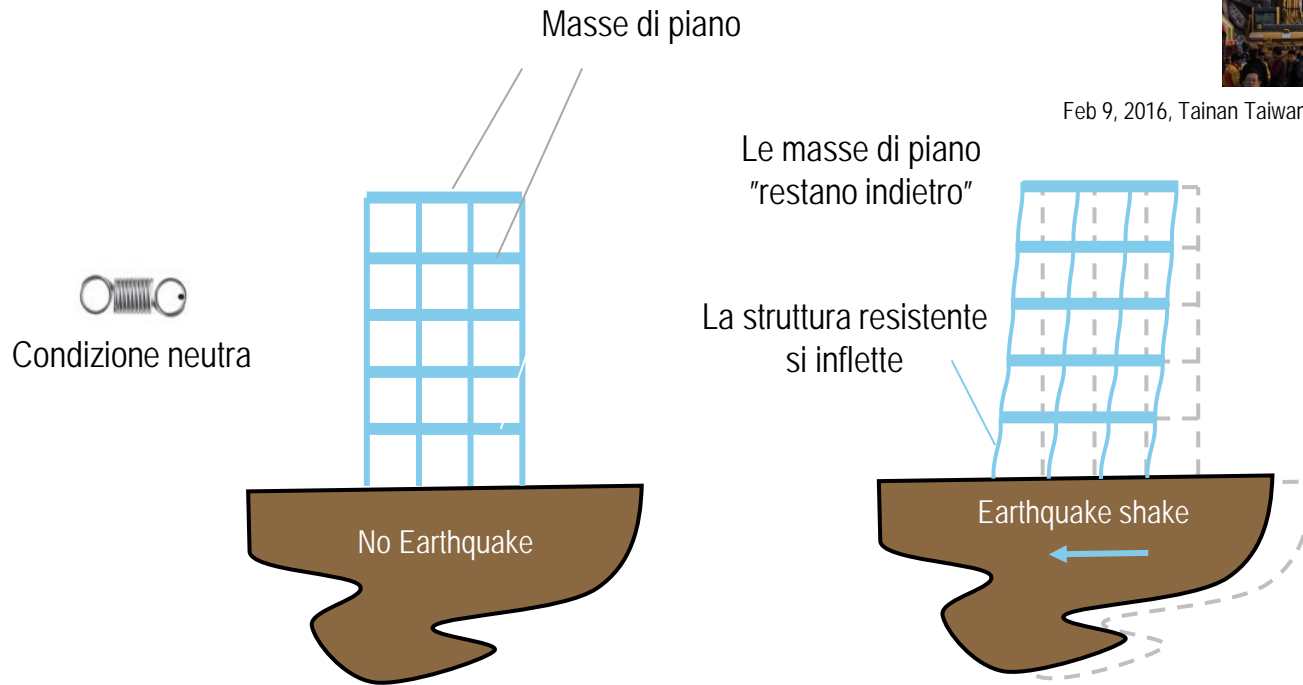 Masse di piano
Feb 9, 2016, Tainan Taiwan
Le masse di piano
"restano indietro"
La struttura resistente
si inflette
Condizione neutra
No Earthquake
Earthquake shake